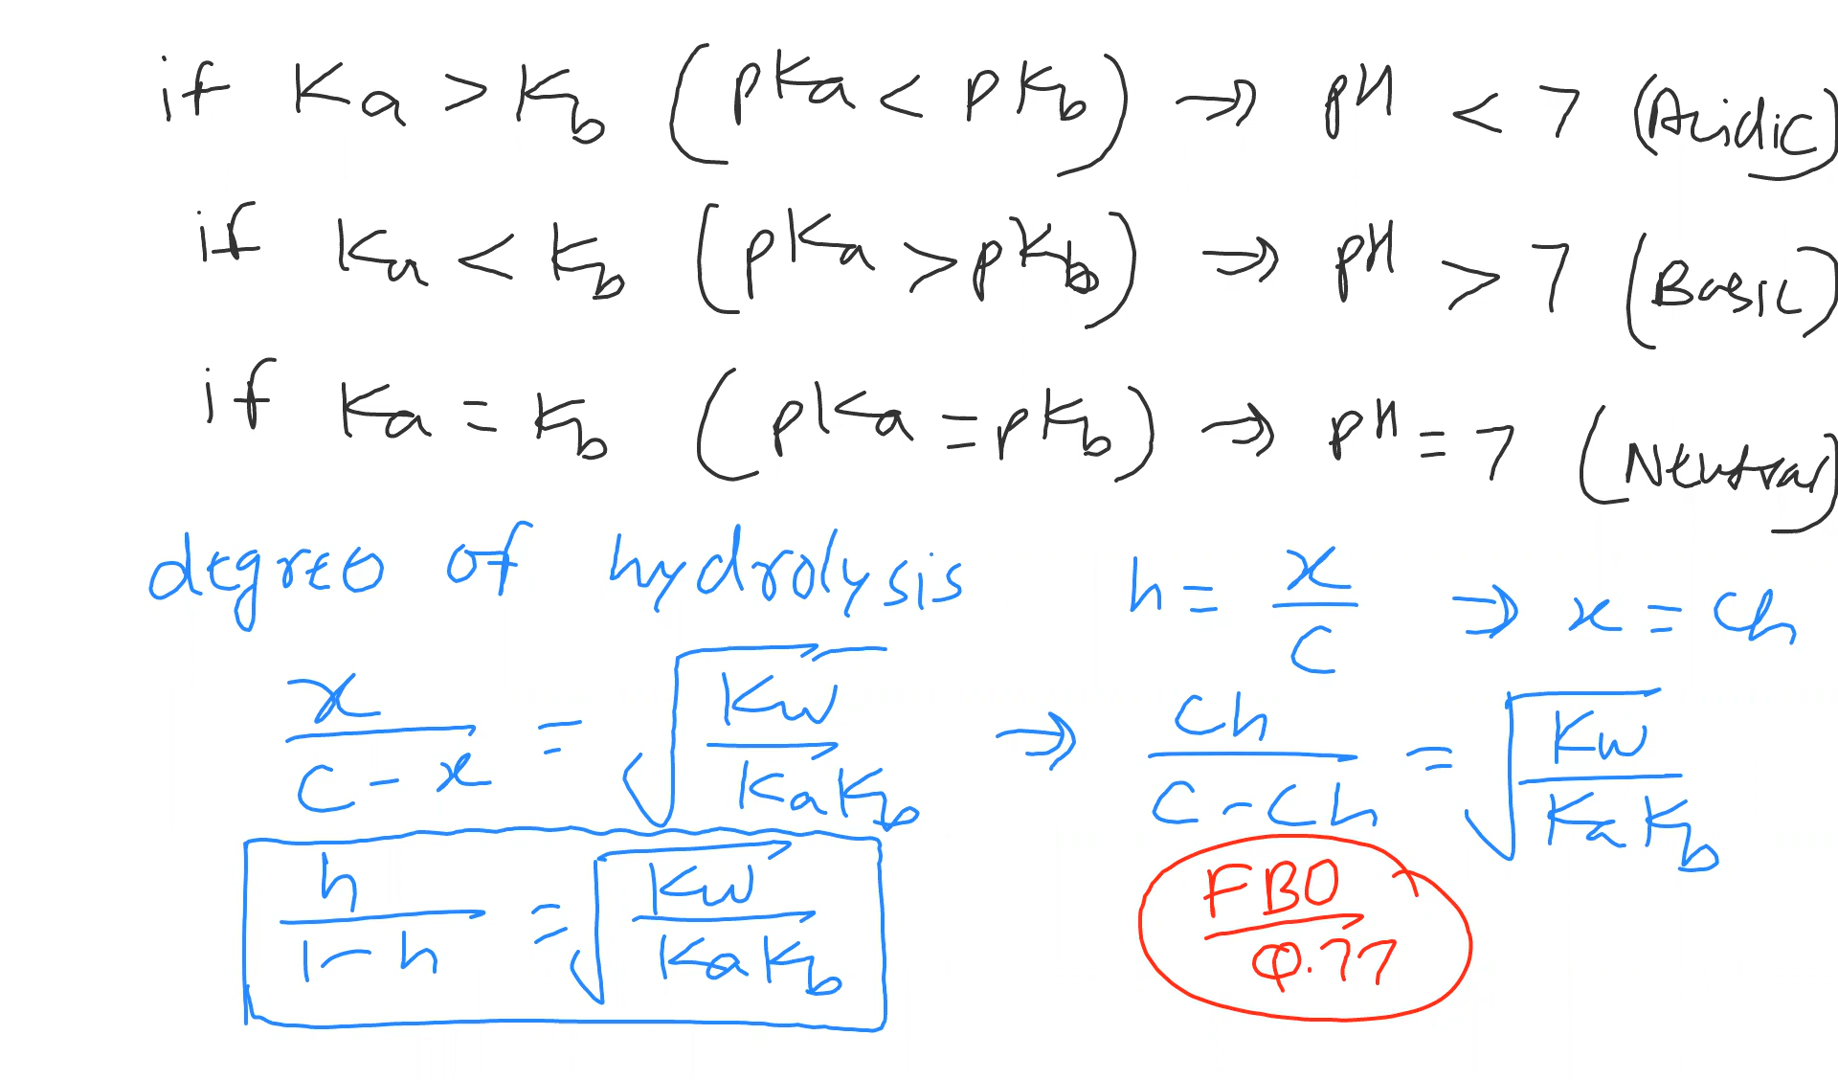 if Ka > Kb (pKa < pKb) ⇒ pH < 7 (Acidic)
if Ka < Kb (pKa > pKb) ⇒ pH > 7 (Basic)
if Ka = Kb (pKa = pKb) ⇒ pH = 7 (Neutral)
degree of hydrolysis h = x/C ⇒ x = Ch
x/(C - x) = √(Kw/(KaKb)) ⇒ Ch/(C - Ch) = √(Kw/(KaKb))
h/(1 - h) = √(Kw/(KaKb))
FBO
Q.77